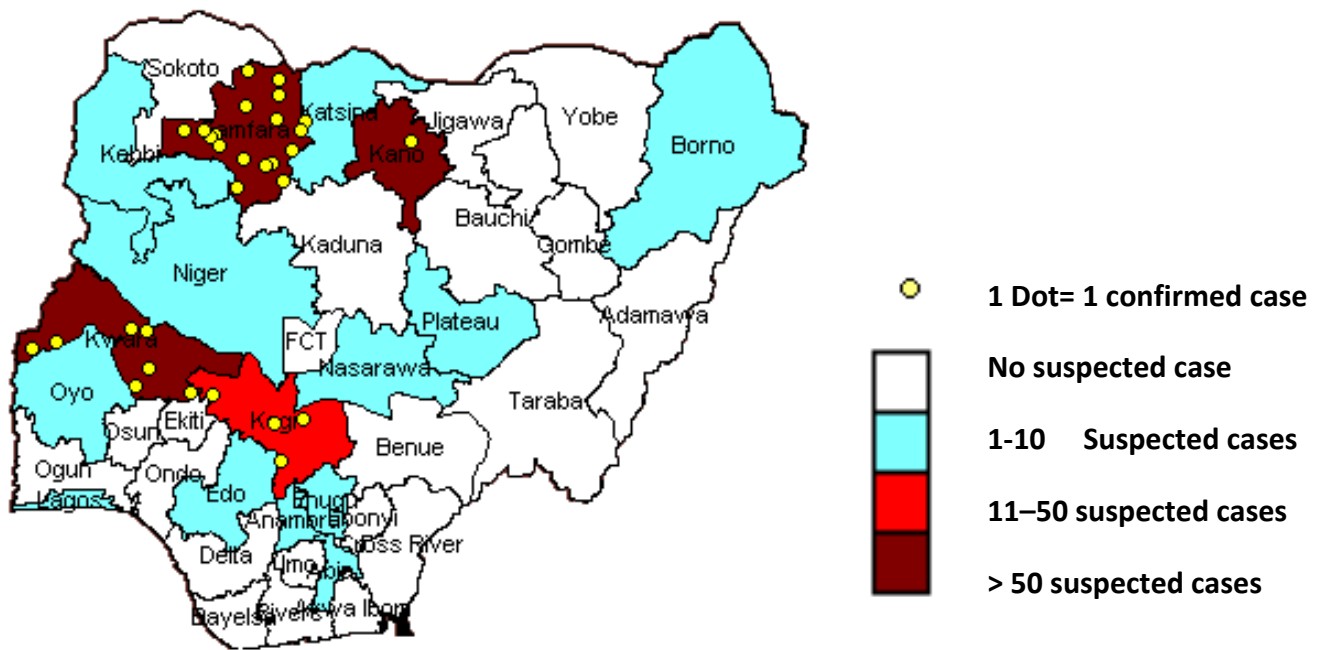 Sokoto
Katsina
Jigawa
Yobe
Borno
Kebbi
Zamfara
Kano
Bauchi
Gombe
Kaduna
Niger
Adamawa
Plateau
FCT
Nasarawa
Kwara
Oyo
Taraba
Ekiti
Kogi
Osun
Benue
Ogun
Ondo
Lagos
Edo
Enugu
Anambra
Ebonyi
Cross River
Delta
Imo
Abia
Bayelsa
Rivers
Akwa Ibom
1 Dot= 1 confirmed case
No suspected case
1-10 Suspected cases
11–50 suspected cases
> 50 suspected cases